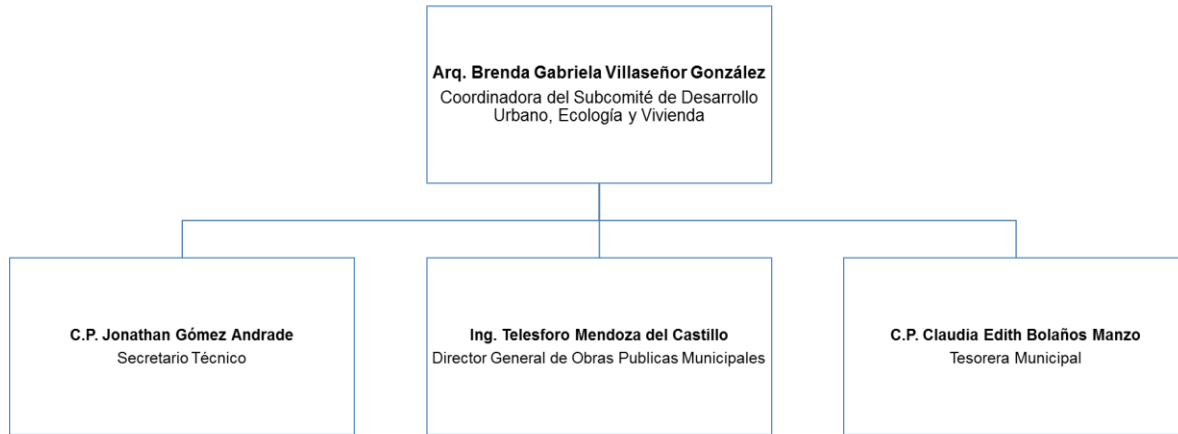 Arq. Brenda Gabriela Villaseñor González
Coordinadora del Subcomité de Desarrollo
Urbano, Ecología y Vivienda
C.P. Jonathan Gómez Andrade
Secretario Técnico
Ing. Telesforo Mendoza del Castillo
Director General de Obras Publicas Municipales
C.P. Claudia Edith Bolaños Manzo
Tesorera Municipal